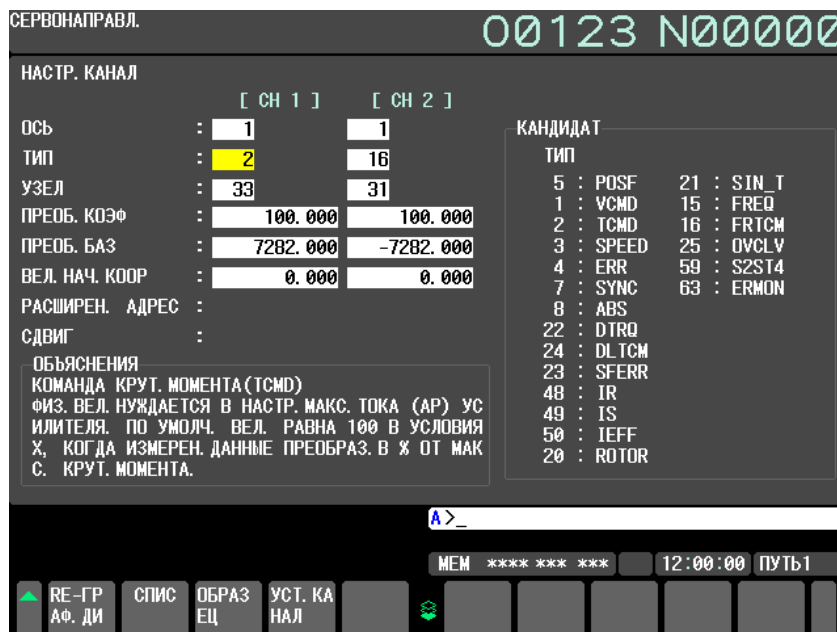 СЕРВОНАПРАВЛ.
O0123 N00000
НАСТР. КАНАЛ
[ CH 1 ] [ CH 2 ]
ОСЬ : 1 1
ТИП : 2 16
УЗЕЛ : 33 31
ПРЕОБ. КОЭФ : 100.000 100.000
ПРЕОБ. БАЗ : 7282.000 -7282.000
ВЕЛ. НАЧ. КООР : 0.000 0.000
РАСШИРЕН. АДРЕС :
СДВИГ :
ОБЬЯСНЕНИЯ
КОМАНДА КРУТ. МОМЕНТА(TCMD)
ФИЗ. ВЕЛ. НУЖДАЕТСЯ В НАСТР. МАКС. ТОКА (AP) УС
ИЛИТЕЛЯ. ПО УМОЛЧ. ВЕЛ. РАВНА 100 В УСЛОВИЯ
Х, КОГДА ИЗМЕРЕН. ДАННЫЕ ПРЕОБРАЗ. В % ОТ МАК
С. КРУТ. МОМЕНТА.
КАНДИДАТ
ТИП
5 : POSF 21 : SIN_T
1 : VCMD 15 : FREQ
2 : TCMD 16 : FRTCM
3 : SPEED 25 : OVCLV
4 : ERR 59 : S2ST4
7 : SYNC 63 : ERMON
8 : ABS
22 : DTRQ
24 : DLTCM
23 : SFERR
48 : IR
49 : IS
50 : IEFF
20 : ROTOR
A>_
MEM **** *** *** 12:00:00 ПУТЬ1
RE-ГР
АФ. ДИ
СПИС
ОБРАЗ
ЕЦ
УСТ. КА
НАЛ